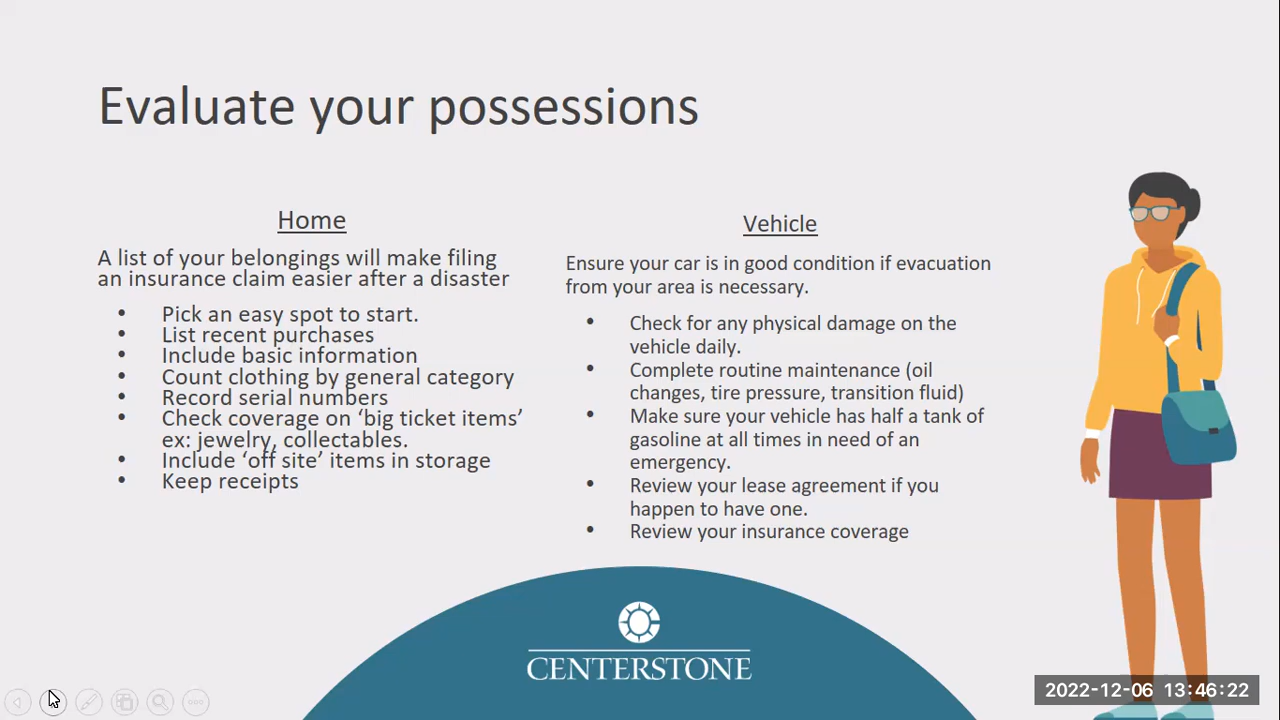 Evaluate your possessions
Home
A list of your belongings will make filing
an insurance claim easier after a disaster
• Pick an easy spot to start.
• List recent purchases
• Include basic information
• Count clothing by general category
• Record serial numbers
• Check coverage on ‘big ticket items’
ex: jewelry, collectables.
• Include ‘off site’ items in storage
• Keep receipts
Vehicle
Ensure your car is in good condition if evacuation
from your area is necessary.
• Check for any physical damage on the
vehicle daily.
• Complete routine maintenance (oil
changes, tire pressure, transition fluid)
• Make sure your vehicle has half a tank of
gasoline at all times in need of an
emergency.
• Review your lease agreement if you
happen to have one.
• Review your insurance coverage
CENTERSTONE
2022-12-06 13:46:22